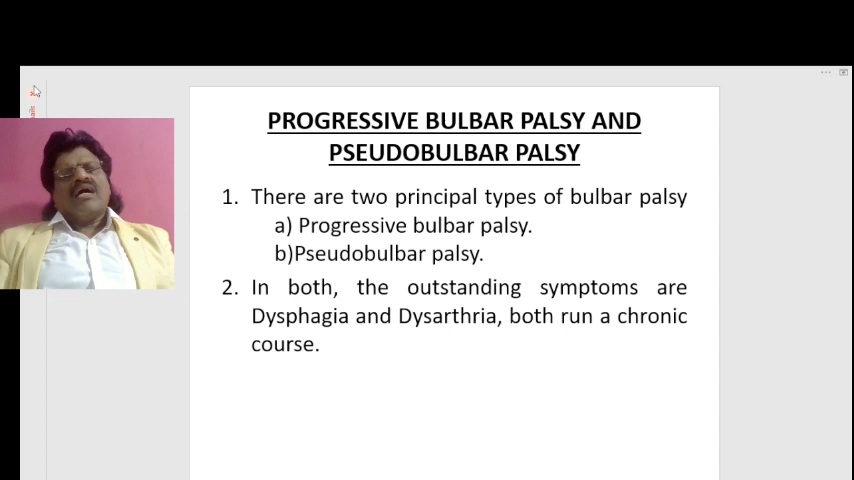 PROGRESSIVE BULBAR PALSY AND
PSEUDOBULBAR PALSY
1. There are two principal types of bulbar palsy
a) Progressive bulbar palsy.
b)Pseudobulbar palsy.
2. In both, the outstanding symptoms are
Dysphagia and Dysarthria, both run a chronic
course.